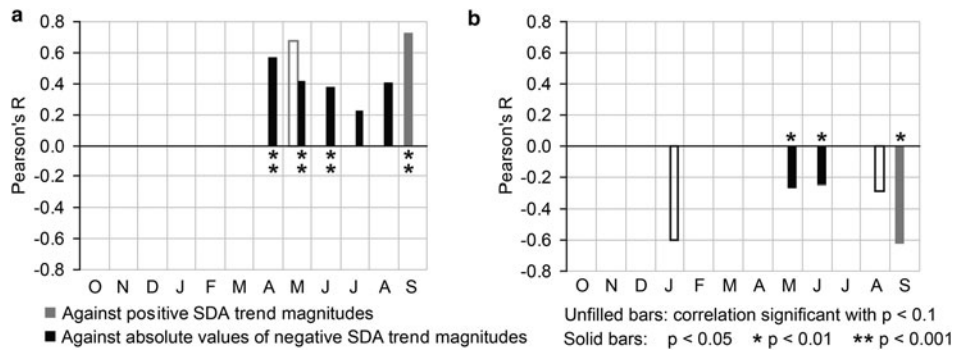 a
0.8
0.6
0.4
0.2
0.0
-0.2
-0.4
-0.6
-0.8
Pearson's R
* * * *
* * * *
O N D J F M A M J J A S
Against positive SDA trend magnitudes
Against absolute values of negative SDA trend magnitudes
b
0.8
0.6
0.4
0.2
0.0
-0.2
-0.4
-0.6
-0.8
Pearson's R
* * *
O N D J F M A M J J A S
Unfilled bars: correlation significant with p < 0.1
Solid bars: p < 0.05 * p < 0.01 ** p < 0.001